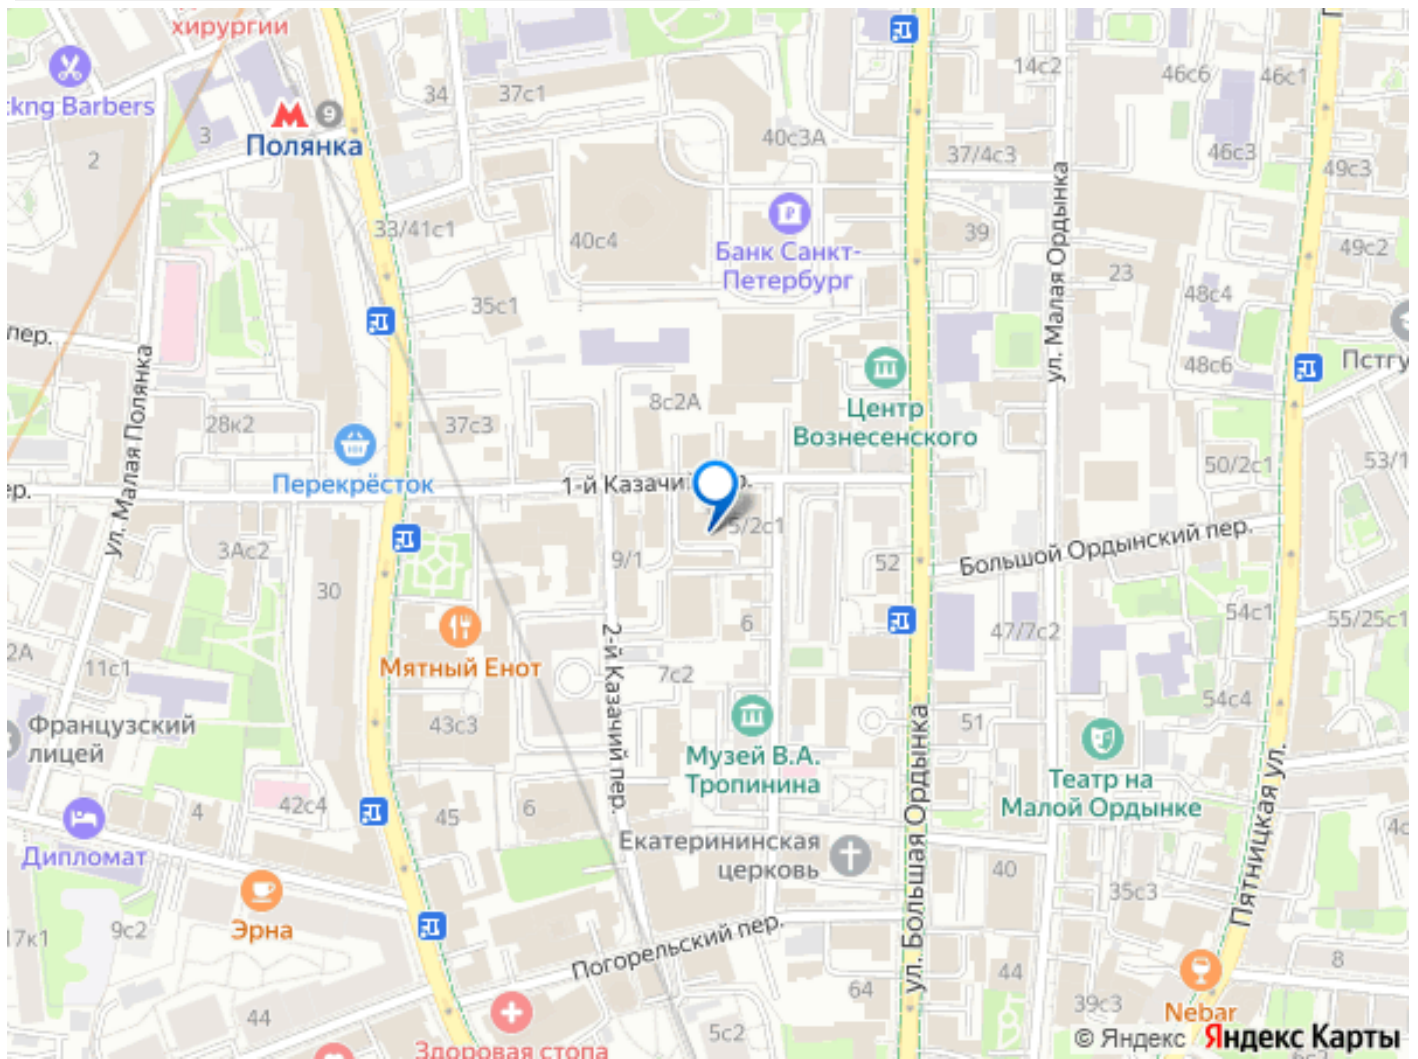 хирургии
kng Barbers
34
37с1
14с2
46с6
46с1
3
9
Полянка
2
40с3А
37/4с3
46с3
49с3
33/41с1
40с4
Банк Санкт-
Петербург
39
23
49с2
35с1
48с4
пер.
ул. Малая Ордынка
48с6
Пстгу
8с2А
Центр
Вознесенского
ул. Малая Полянка
28к2
37с3
Перекрёсток
50/2с1
53/1
1-й Казачий
р.
ер.
5/2с1
3Ас2
9/1
52
Большой Ордынский пер.
30
6
47/7с2
54с1
55/25с1
2А
11с1
Мятный Енот
2-й Казачий пер.
7с2
54с4
Французский
лицей
43с3
Музей В.А.
Тропинина
51
Театр на
Малой Ордынке
ул. Большая Ордынка
Пятницкая ул.
4
42с4
45
6
4с
Дипломат
Екатерининская
церковь
40
35с3
Эрна
9с2
17к1
Погорельский пер.
44
8
64
39с3
Nebar
44
5с2
Здоровая стопа
© Яндекс Яндекс Карты